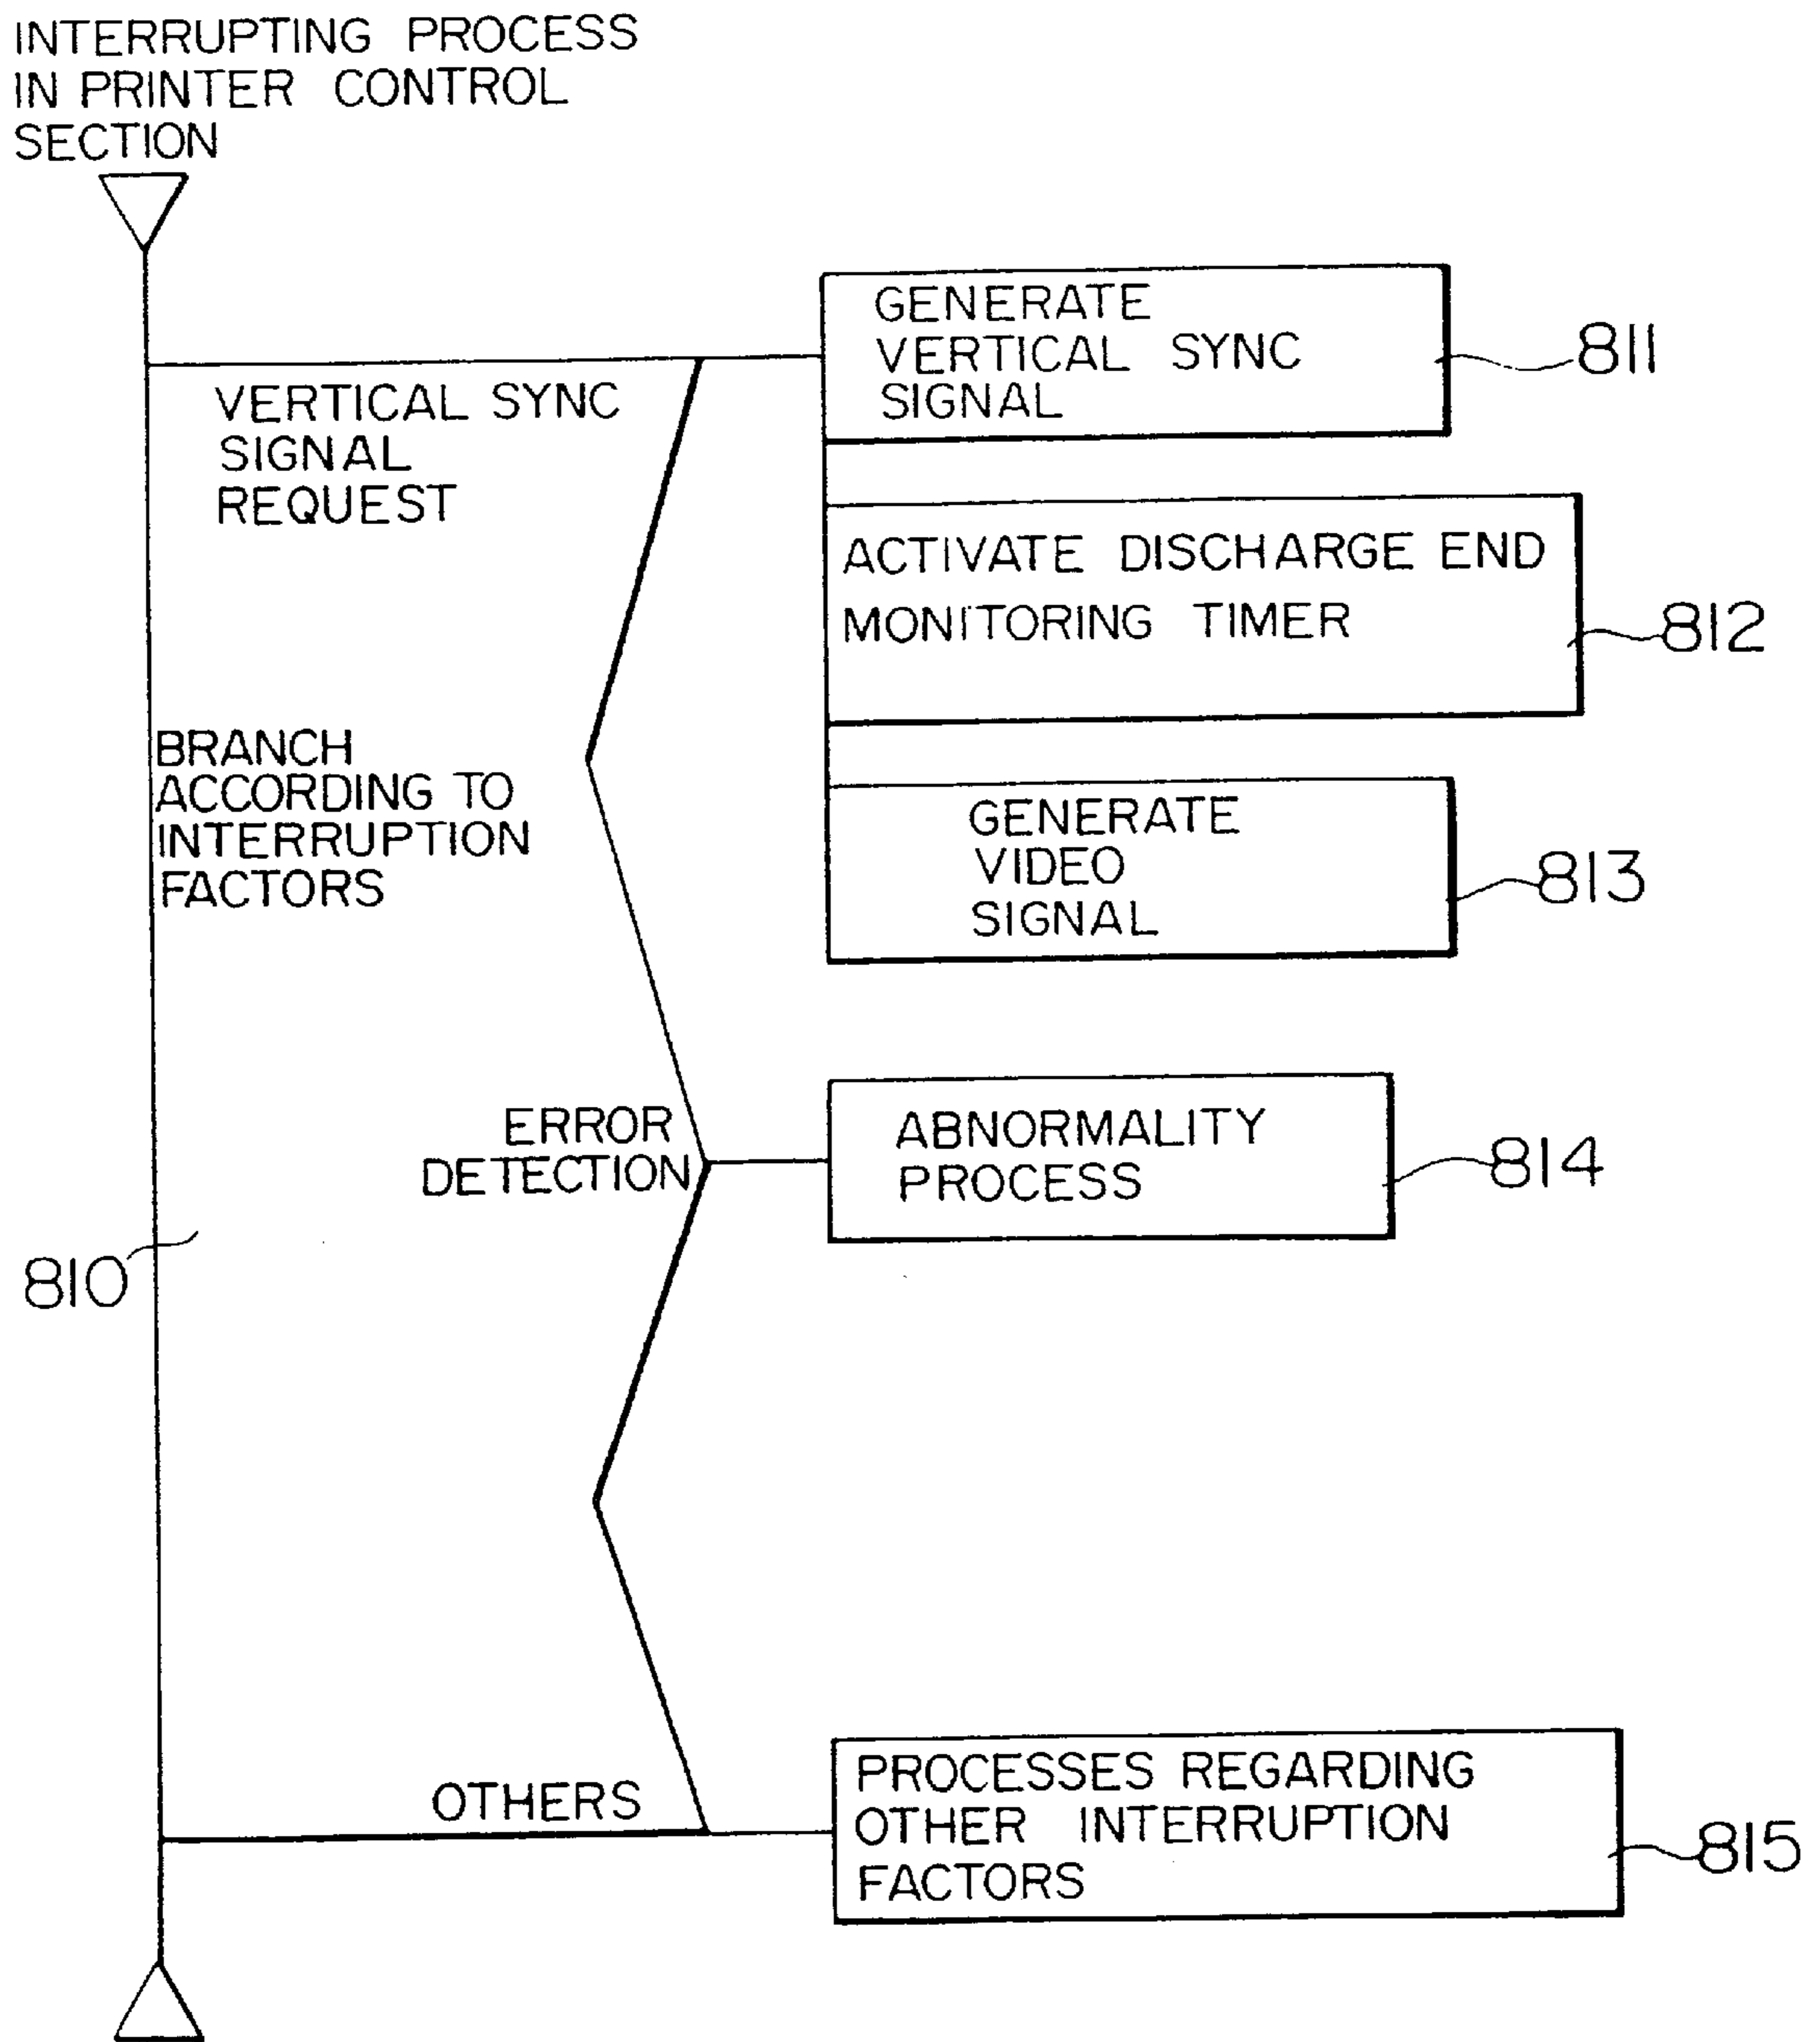 INTERRUPTING PROCESS
IN PRINTER CONTROL
SECTION
GENERATE
VERTICAL SYNC
SIGNAL
811
VERTICAL SYNC
SIGNAL
REQUEST
ACTIVATE DISCHARGE END
MONITORING TIMER
812
BRANCH
ACCORDING TO
INTERRUPTION
FACTORS
GENERATE
VIDEO
SIGNAL
813
ERROR
DETECTION
ABNORMALITY
PROCESS
814
810
OTHERS
PROCESSES REGARDING
OTHER INTERRUPTION
FACTORS
815